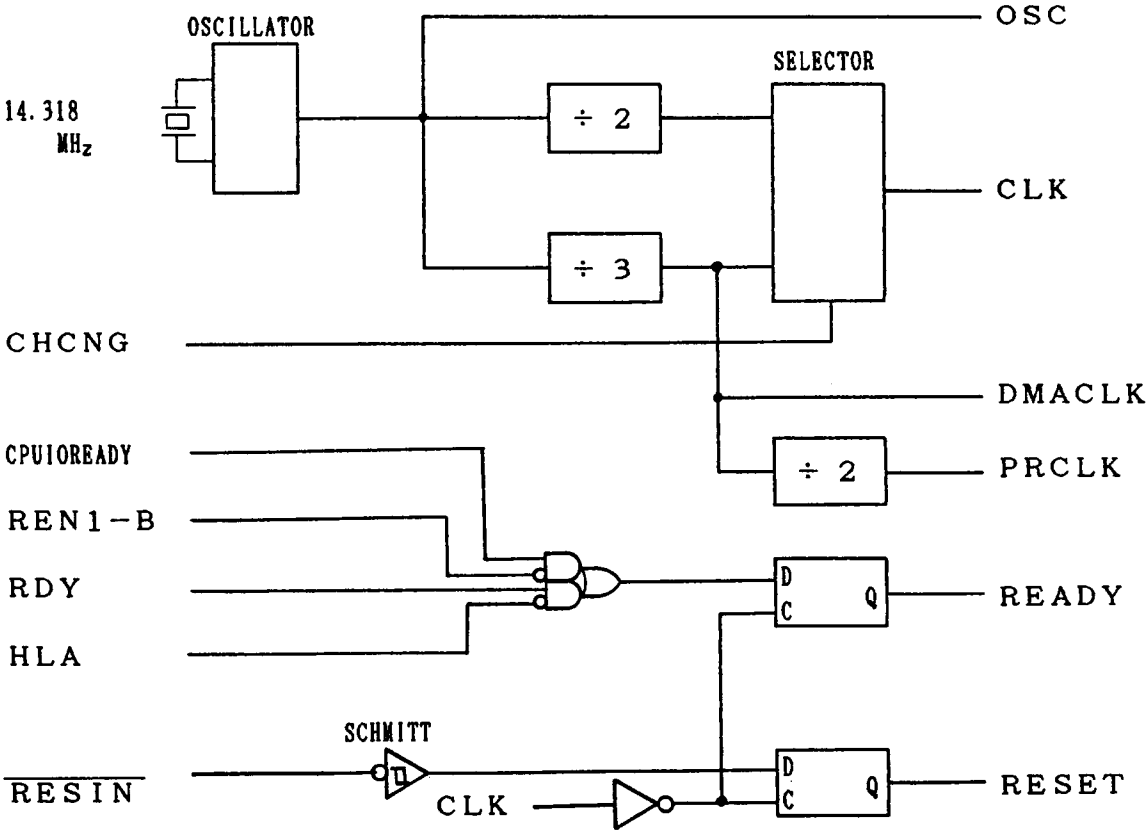 OSC
OSCILLATOR
SELECTOR
14.318
MHz
÷ 2
CLK
÷ 3
CHCNG
DMACLK
CPUIOREADY
÷ 2
PRCLK
REN1-B
RDY
D
C
Q
READY
HLA
SCHMITT
RESIN
D
C
Q
RESET
CLK